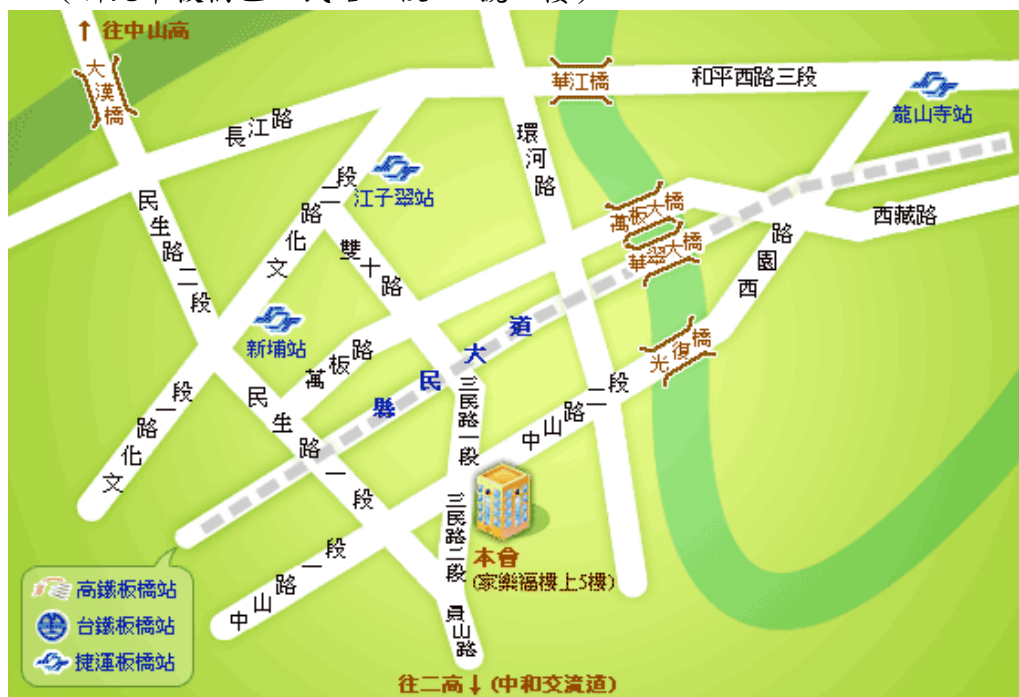 ↑ 往中山高
大漢橋
長江路
華江橋
和平西路三段
龍山寺站
環河路
江子翠站
文化路二段
民生路二段
雙十路
萬板大橋
華翠大橋
西藏路
西園路
新埔站
萬板路
縣民大道
光復橋
文化路一段
民生路一段
三民路一段
中山路二段
三民路二段
本會
(家樂福樓上5樓)
中山路一段
員山路
高鐵板橋站
台鐵板橋站
捷運板橋站
往二高↓(中和交流道)